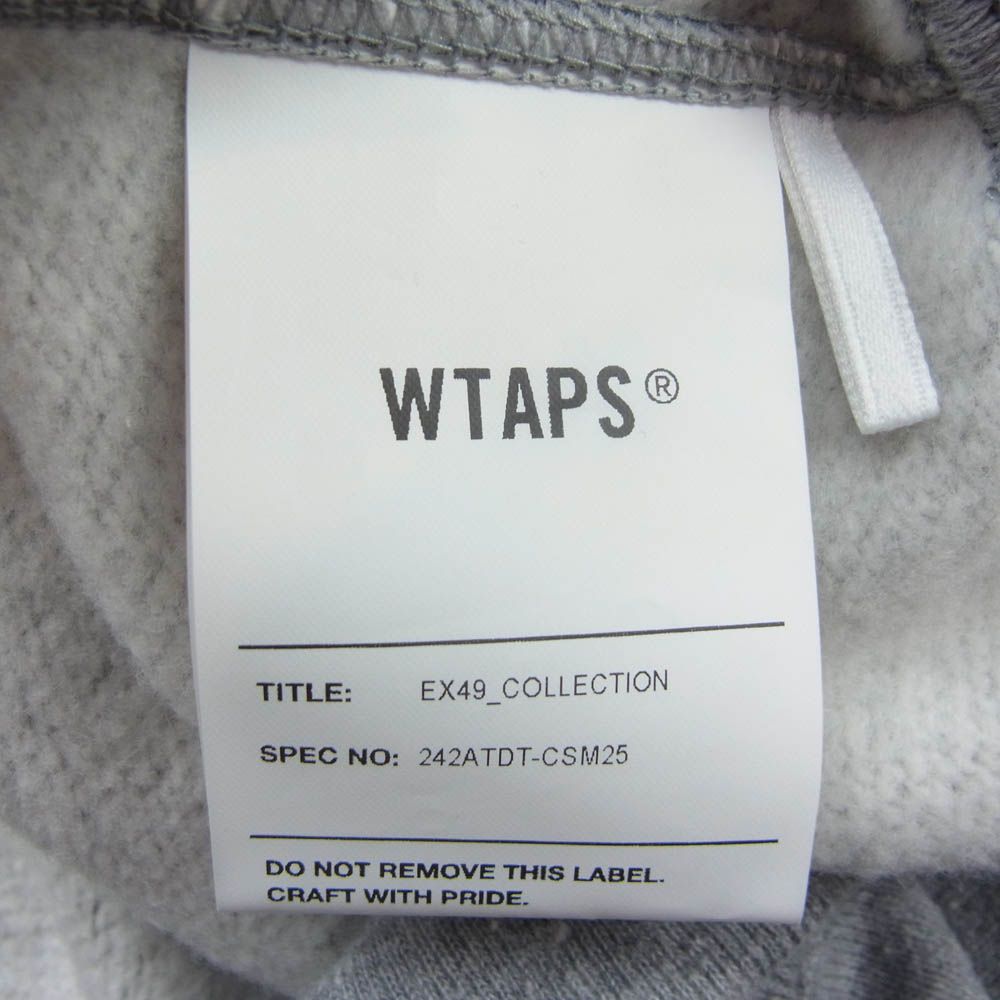 WTAPS®
TITLE: EX49_COLLECTION
SPEC NO: 242ATDT-CSM25
DO NOT REMOVE THIS LABEL.
CRAFT WITH PRIDE.